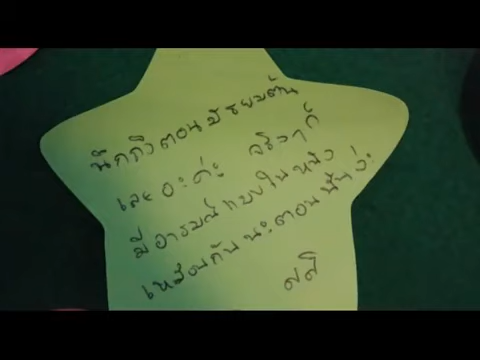 นึกถึงตอนมัธยมต้น
เลยอะค่ะ จริงๆก็
มีอารมณ์แบบในหนัง
เหมือนกันนะตอนนั้นอ่ะ